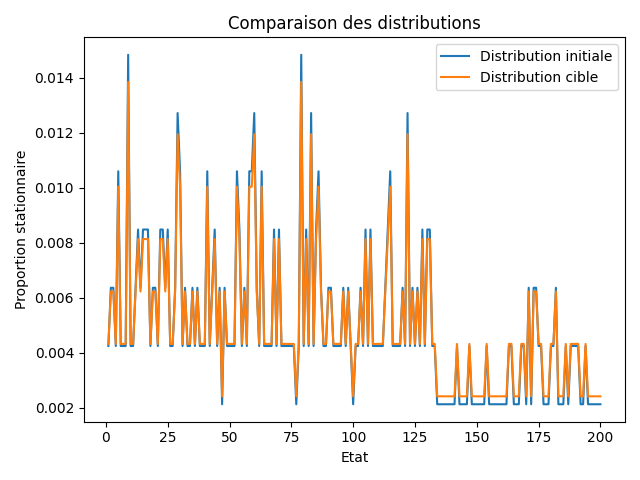 Comparaison des distributions
Distribution initiale
Distribution cible
Proportion stationnaire
0.014
0.012
0.010
0.008
0.006
0.004
0.002
0 25 50 75 100 125 150 175 200
Etat